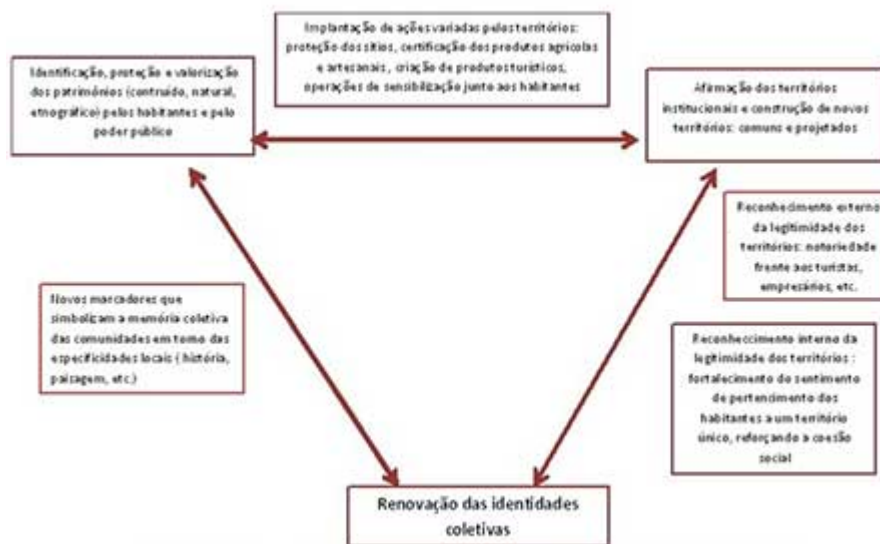 Implantação de ações variadas pelos territórios:
proteção dos sítios, certificação dos produtos agrícolas
e artesanais, criação de produtos turísticos,
operações de sensibilização junto aos habitantes
Identificação, proteção e valorização
dos patrimônios (contruído, natural,
etnográfico) pelos habitantes e pelo
poder público
Afirmação dos territórios
institucionais e construção de novos
territórios: comuns e projetados
Reconhecimento externo
da legitimidade dos
territórios: notoriedade
frente aos turistas,
empresários, etc.
Novos marcadores que
simbolizam a memória coletiva
das comunidades em torno das
especificidades locais ( história,
paisagem, etc.)
Reconheccimento interno da
legitimidade dos territórios :
fortalecimento do sentimento
de pertencimento dos
habitantes a um território
único, reforçando a coesão
social
Renovação das identidades
coletivas